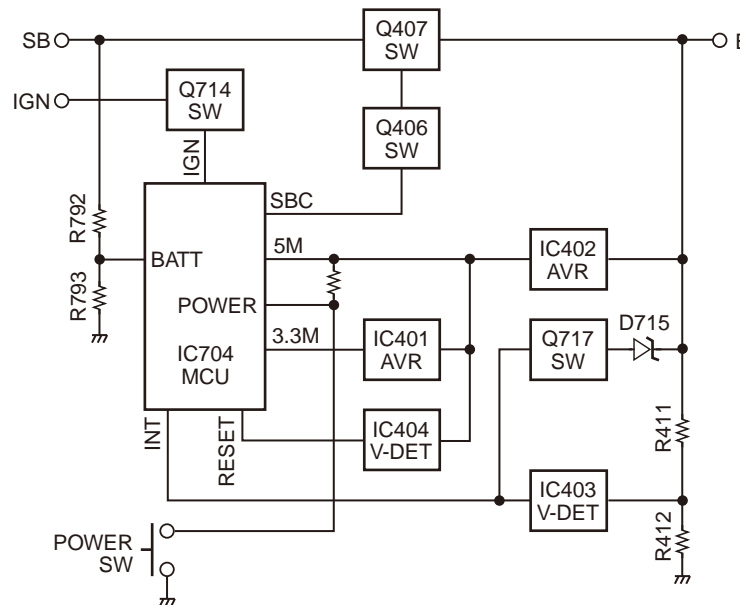 SB
Q407
SW
IGN
Q714
SW
Q406
SW
IGN
SBC
R792
5M
IC402
AVR
BATT
R793
POWER
D715
3.3M
IC401
AVR
Q717
SW
IC704
MCU
R411
INT
RESET
IC404
V-DET
IC403
V-DET
R412
POWER
SW